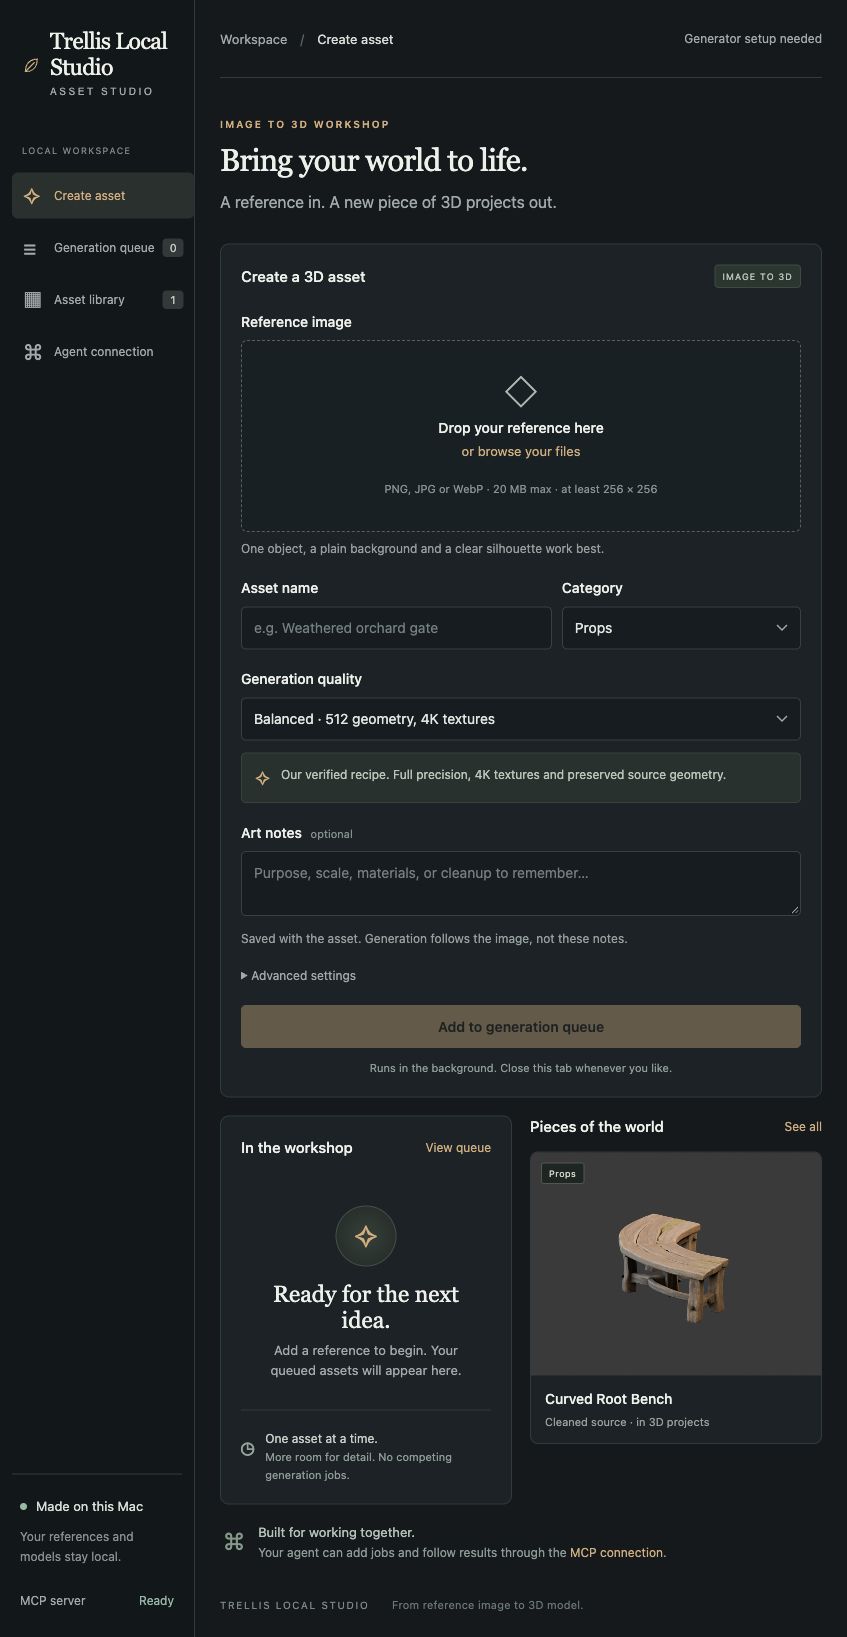 Trellis Local
Studio
ASSET STUDIO
LOCAL WORKSPACE
Create asset
Generation queue 0
Asset library 1
Agent connection
Made on this Mac
Your references and
models stay local.
MCP server Ready
Workspace / Create asset
Generator setup needed
IMAGE TO 3D WORKSHOP
Bring your world to life.
A reference in. A new piece of 3D projects out.
Create a 3D asset
IMAGE TO 3D
Reference image
Drop your reference here
or browse your files
PNG, JPG or WebP · 20 MB max · at least 256 × 256
One object, a plain background and a clear silhouette work best.
Asset name
e.g. Weathered orchard gate
Category
Props
Generation quality
Balanced · 512 geometry, 4K textures
Our verified recipe. Full precision, 4K textures and preserved source geometry.
Art notes optional
Purpose, scale, materials, or cleanup to remember...
Saved with the asset. Generation follows the image, not these notes.
Advanced settings
Add to generation queue
Runs in the background. Close this tab whenever you like.
In the workshop
View queue
Ready for the next
idea.
Add a reference to begin. Your
queued assets will appear here.
One asset at a time.
More room for detail. No competing
generation jobs.
Pieces of the world
See all
Props
Curved Root Bench
Cleaned source · in 3D projects
Built for working together.
Your agent can add jobs and follow results through the MCP connection.
TRELLIS LOCAL STUDIO
From reference image to 3D model.